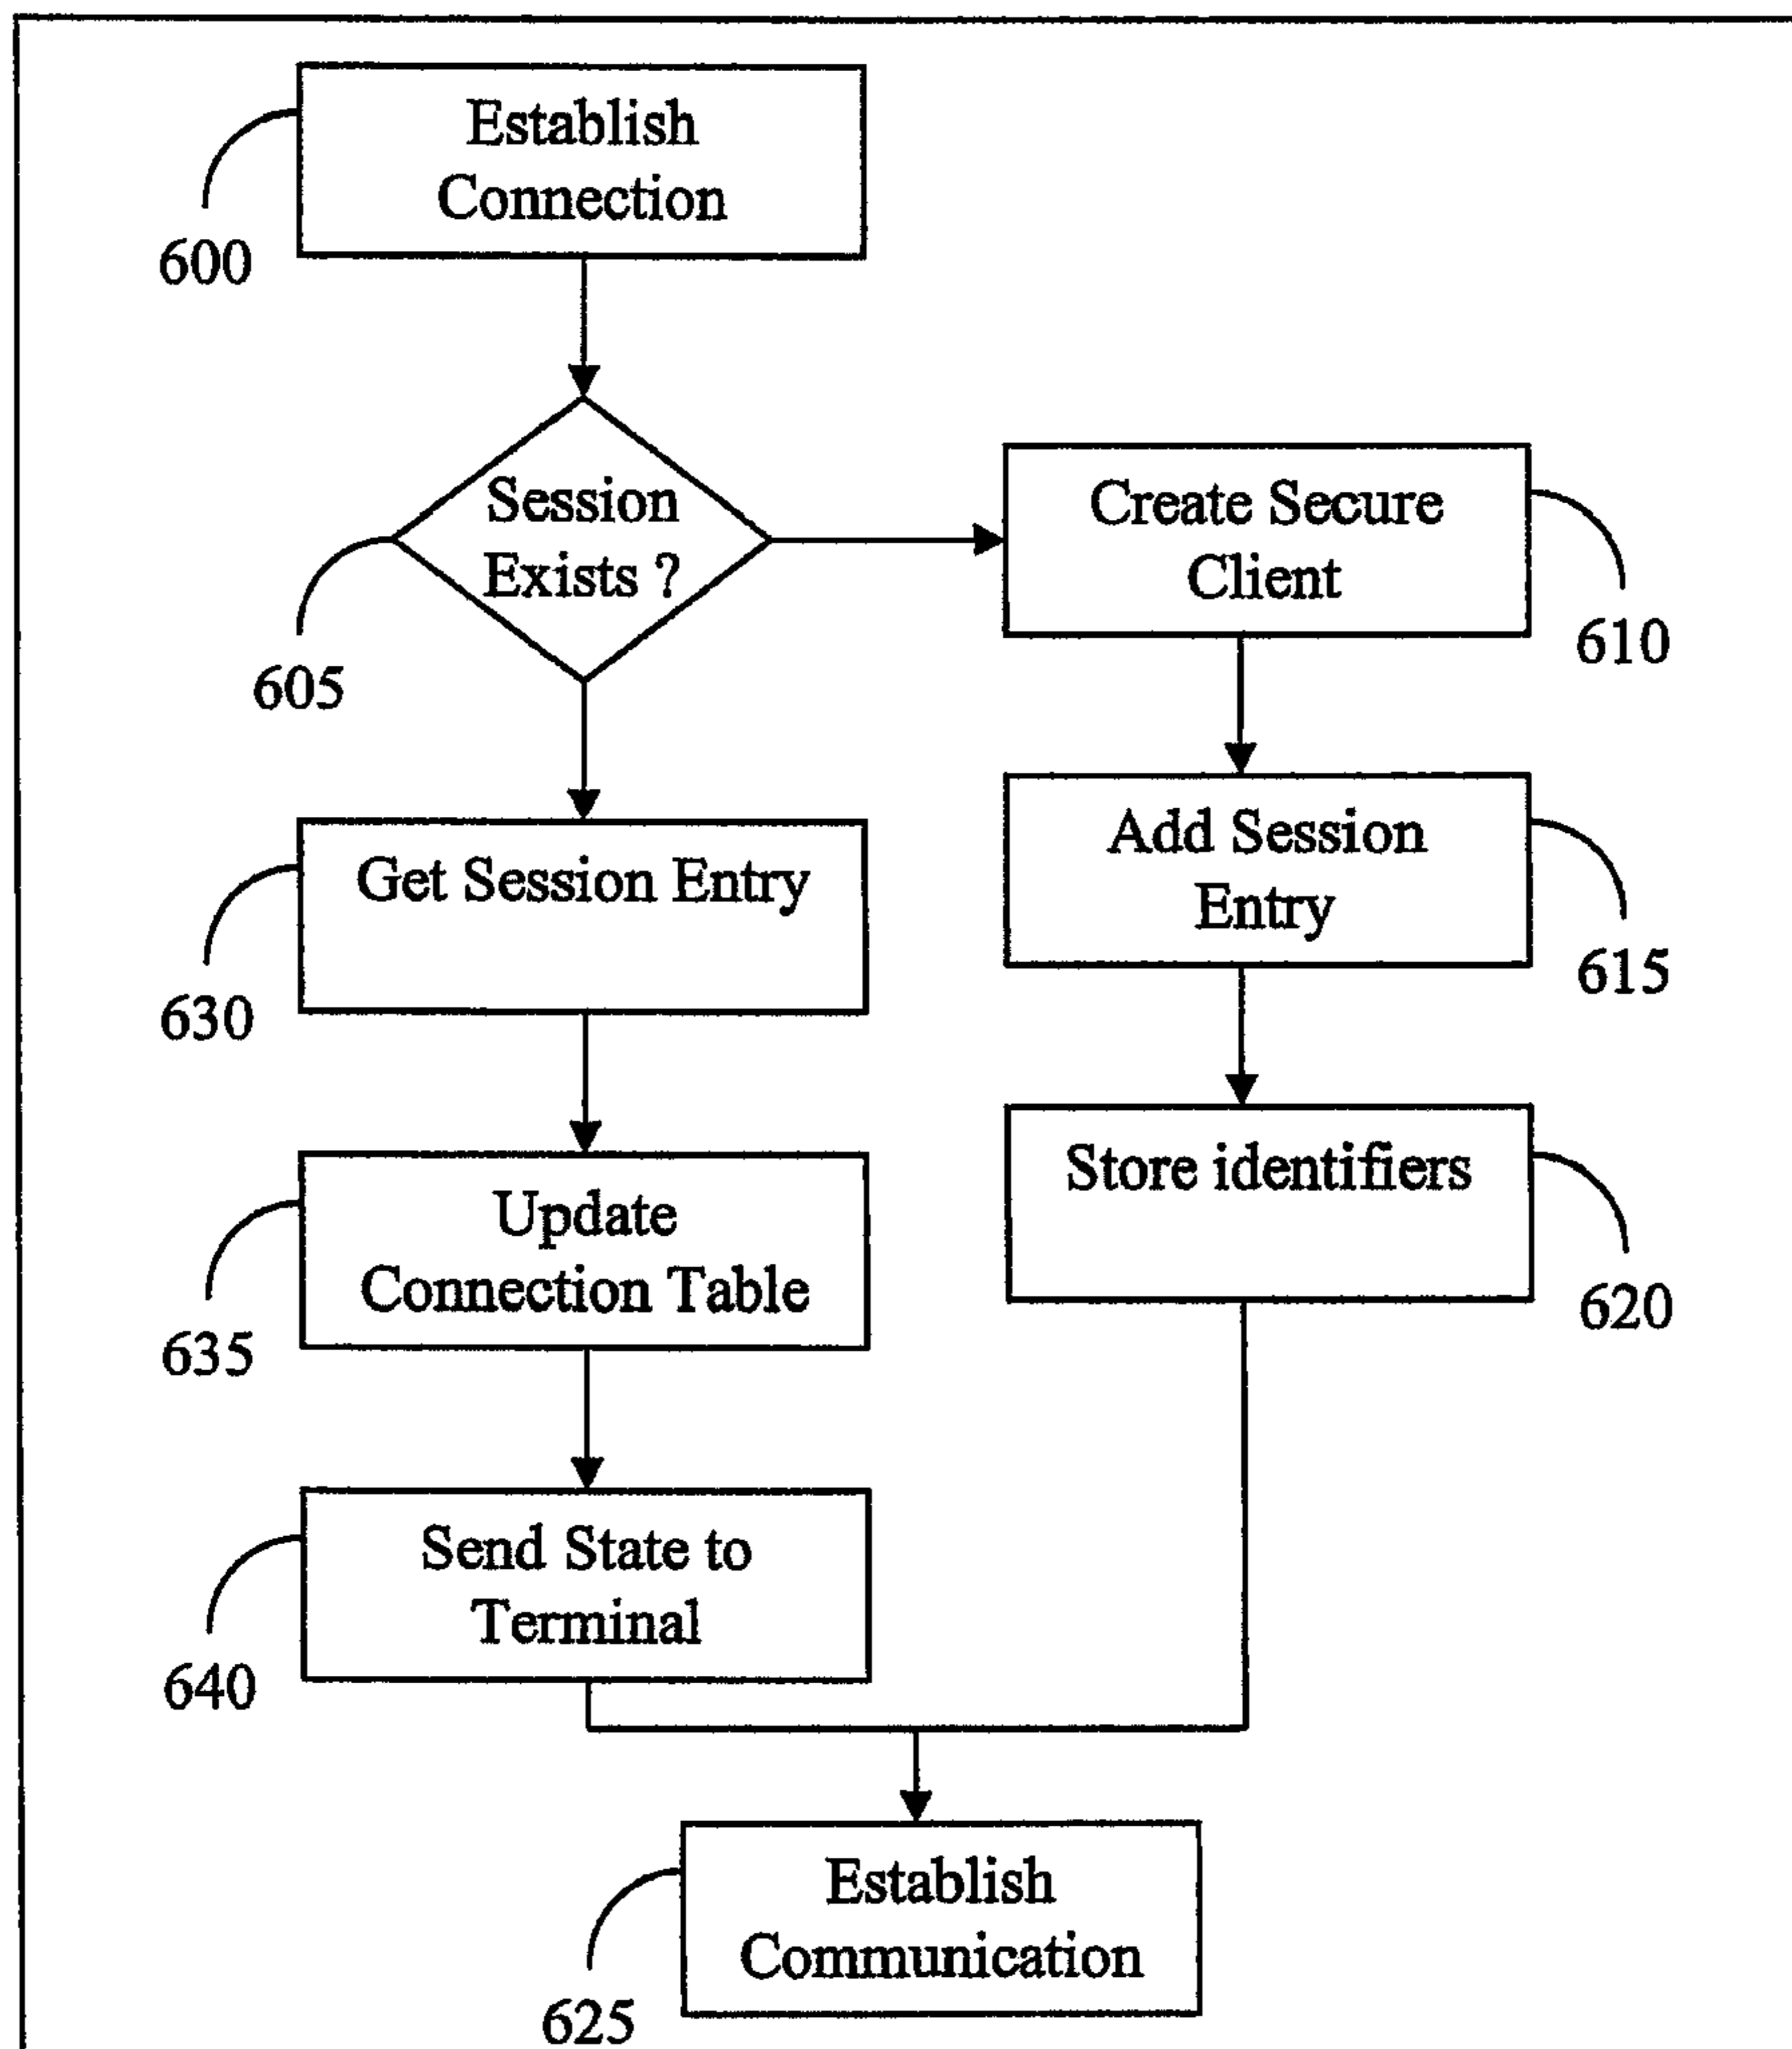 Establish
Connection
600
Session
Exists ?
605
Create Secure
Client
610
Add Session
Entry
615
Get Session Entry
630
Store identifiers
620
Update
Connection Table
635
Send State to
Terminal
640
Establish
Communication
625